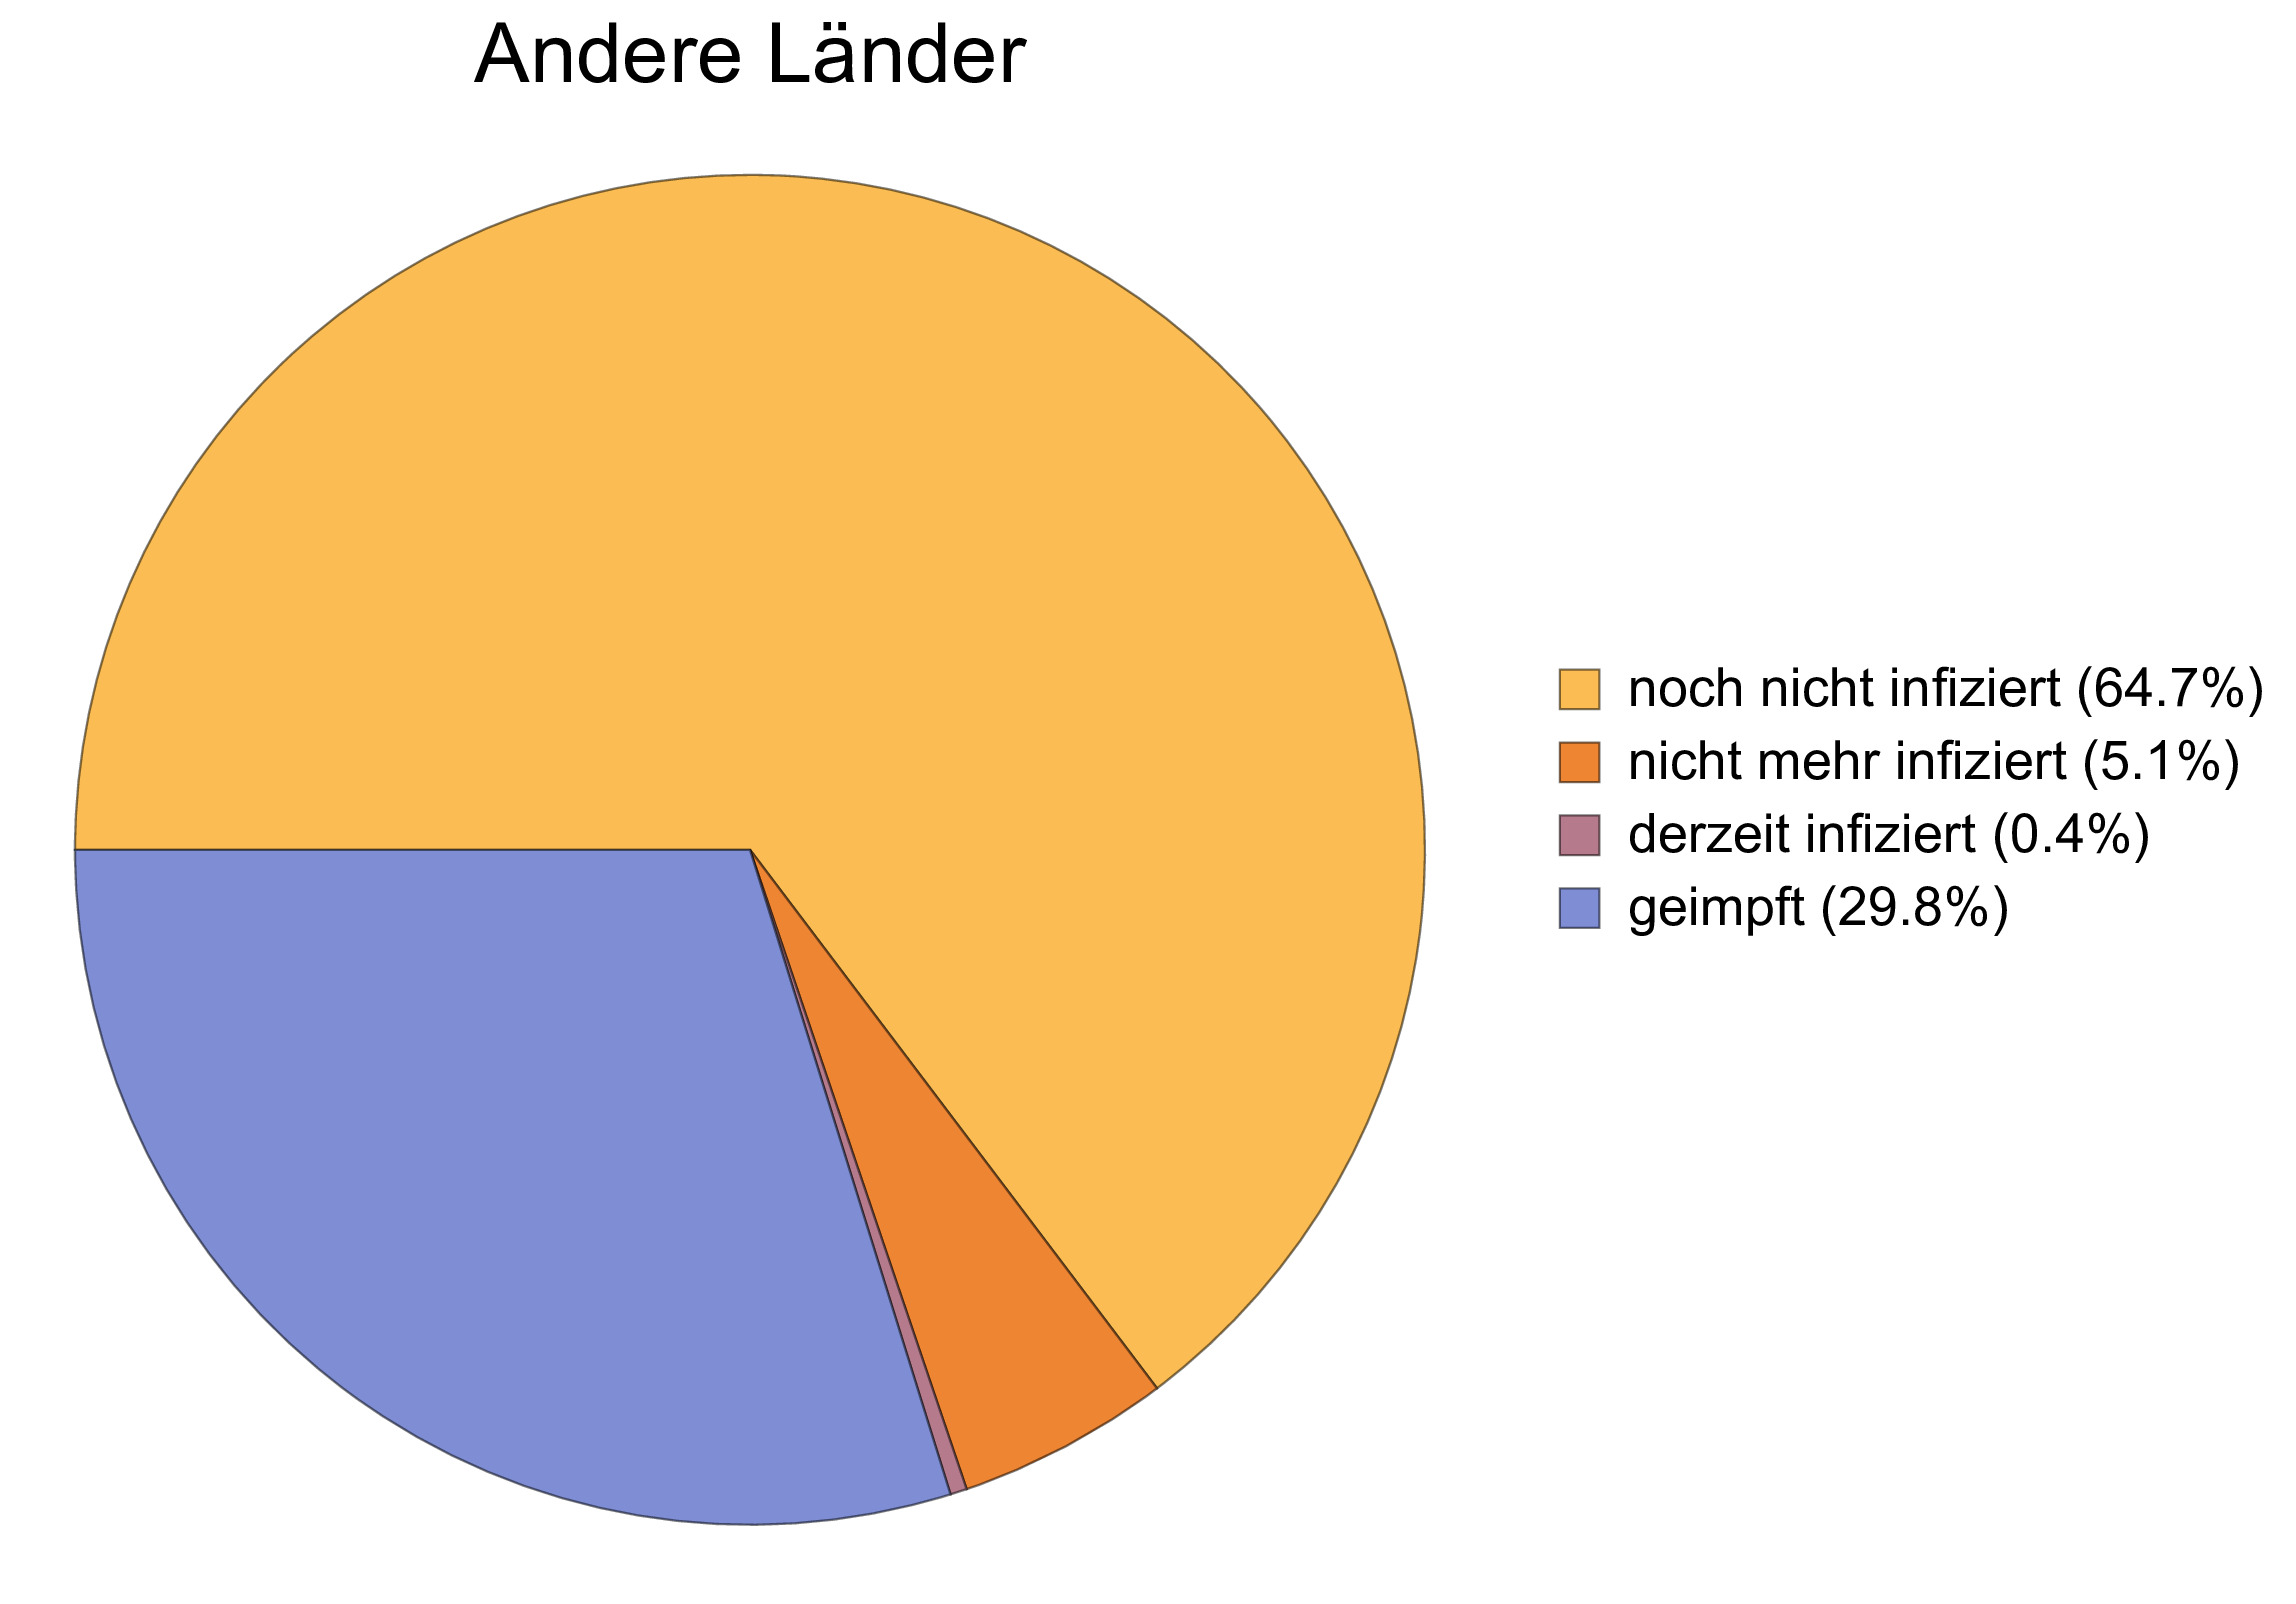 Andere Länder
noch nicht infiziert (64.7%)
nicht mehr infiziert (5.1%)
derzeit infiziert (0.4%)
geimpft (29.8%)